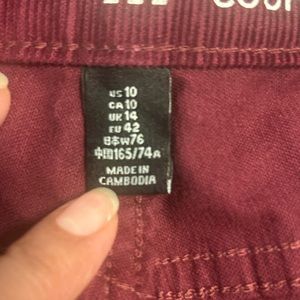 US 10
CA 10
UK 14
EU 42
日本W76
中国165/74A
MADE IN
CAMBODIA